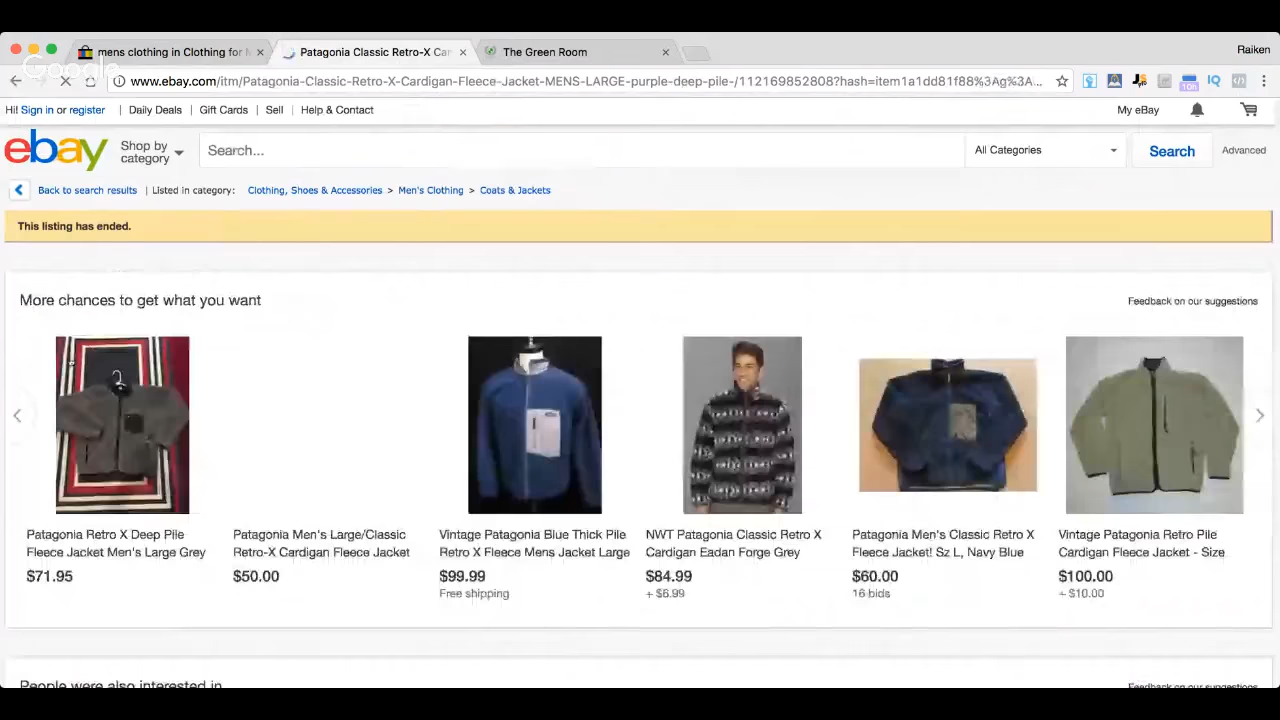 mens clothing in Clothing for M
Patagonia Classic Retro-X Car
The Green Room
Raiken
Google
www.ebay.com/itm/Patagonia-Classic-Retro-X-Cardigan-Fleece-Jacket-MENS-LARGE-purple-deep-pile-/112169852808?hash=item1a1dd81f88%3Ag%3A...
10h
IQ
Hi! Sign in or register | Daily Deals | Gift Cards | Sell | Help & Contact
My eBay
ebay
Shop by category
Search...
All Categories
Search
Advanced
Back to search results | Listed in category: Clothing, Shoes & Accessories > Men's Clothing > Coats & Jackets
This listing has ended.
More chances to get what you want
Feedback on our suggestions
Patagonia Retro X Deep Pile
Fleece Jacket Men's Large Grey
$71.95
Patagonia Men's Large/Classic
Retro-X Cardigan Fleece Jacket
$50.00
Vintage Patagonia Blue Thick Pile
Retro X Fleece Mens Jacket Large
$99.99
Free shipping
NWT Patagonia Classic Retro X
Cardigan Eadan Forge Grey
$84.99
+ $6.99
Patagonia Men's Classic Retro X
Fleece Jacket! Sz L, Navy Blue
$60.00
16 bids
Vintage Patagonia Retro Pile
Cardigan Fleece Jacket - Size
$100.00
+ $10.00
People were also interested in
Feedback on our suggestions